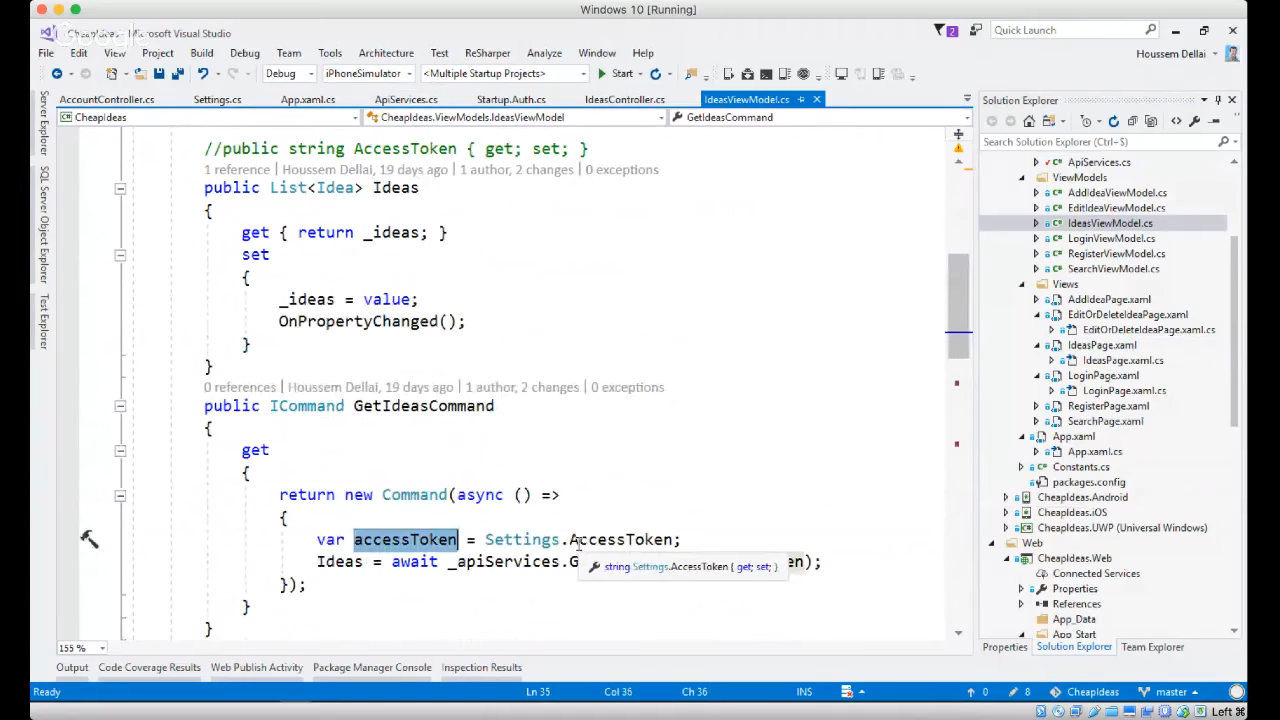 Windows 10 [Running]
CheapIdeas - Microsoft Visual Studio
Google
2
Quick Launch
File Edit View Project Build Debug Team Tools Architecture Test ReSharper Analyze Window Help
Houssem Dellai
Debug iPhoneSimulator <Multiple Startup Projects> Start
AccountController.cs Settings.cs App.xaml.cs ApiServices.cs Startup.Auth.cs IdeasController.cs IdeasViewModel.cs
CheapIdeas CheapIdeas.ViewModels.IdeasViewModel GetIdeasCommand
Server Explorer
SQL Server Object Explorer
Test Explorer
//public string AccessToken { get; set; }
1 reference | Houssem Dellai, 19 days ago | 1 author, 2 changes | 0 exceptions
public List<Idea> Ideas
{
get { return _ideas; }
set
{
_ideas = value;
OnPropertyChanged();
}
}
0 references | Houssem Dellai, 19 days ago | 1 author, 2 changes | 0 exceptions
public ICommand GetIdeasCommand
{
get
{
return new Command(async () =>
{
var accessToken = Settings.AccessToken;
Ideas = await _apiServices.G en);
string Settings.AccessToken { get; set; }
});
}
}
155 %
Solution Explorer
Search Solution Explorer (Ctrl+$)
ApiServices.cs
ViewModels
AddIdeaViewModel.cs
EditIdeaViewModel.cs
IdeasViewModel.cs
LoginViewModel.cs
RegisterViewModel.cs
SearchViewModel.cs
Views
AddIdeaPage.xaml
EditOrDeleteIdeaPage.xaml
EditOrDeleteIdeaPage.xaml.cs
IdeasPage.xaml
IdeasPage.xaml.cs
LoginPage.xaml
LoginPage.xaml.cs
RegisterPage.xaml
SearchPage.xaml
App.xaml
App.xaml.cs
Constants.cs
packages.config
CheapIdeas.Android
CheapIdeas.iOS
CheapIdeas.UWP (Universal Windows)
Web
CheapIdeas.Web
Connected Services
Properties
References
App_Data
App_Start
Properties Solution Explorer Team Explorer
Output Code Coverage Results Web Publish Activity Package Manager Console Inspection Results
Ready Ln 35 Col 36 Ch 36 INS 0 8 CheapIdeas master
Left ⌘